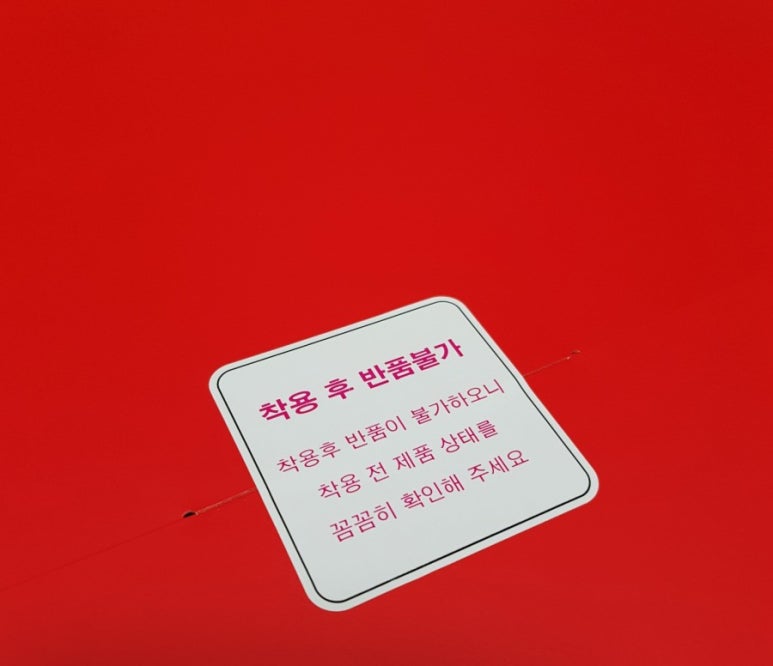 착용 후 반품불가
착용후 반품이 불가하오니
착용 전 제품 상태를
꼼꼼히 확인해 주세요